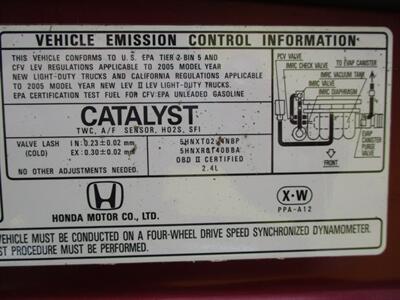 VEHICLE EMISSION CONTROL INFORMATION
THIS VEHICLE CONFORMS TO U.S. EPA TIER 2-BIN 5 AND
CFV LEV REGULATIONS APPLICABLE TO 2005 MODEL YEAR
NEW LIGHT-DUTY TRUCKS AND CALIFORNIA REGULATIONS APPLICABLE
TO 2005 MODEL YEAR NEW LEV II LIGHT-DUTY TRUCKS.
EPA CERTIFICATION TEST FUEL FOR CFV:EPA UNLEADED GASOLINE
PCV VALVE
TO EVAP CANISTER
IMRC CHECK VALVE
IMRC VACUUM TANK
IMRC VALVE
IMRC DIAPHRAGM
EVAP
CANISTER
PURGE
VALVE
FRONT
CATALYST
TWC, A/F SENSOR, HO2S, SFI
VALVE LASH IN:0.23±0.02 mm
(COLD) EX:0.30±0.02 mm
NO OTHER ADJUSTMENTS NEEDED.
OBD II CERTIFIED
2.4L
HONDA MOTOR CO., LTD.
X-W
PPA-A12
VEHICLE MUST BE CONDUCTED ON A FOUR-WHEEL DRIVE SPEED SYNCHRONIZED DYNAMOMETER.
ST PROCEDURE MUST BE PERFORMED.